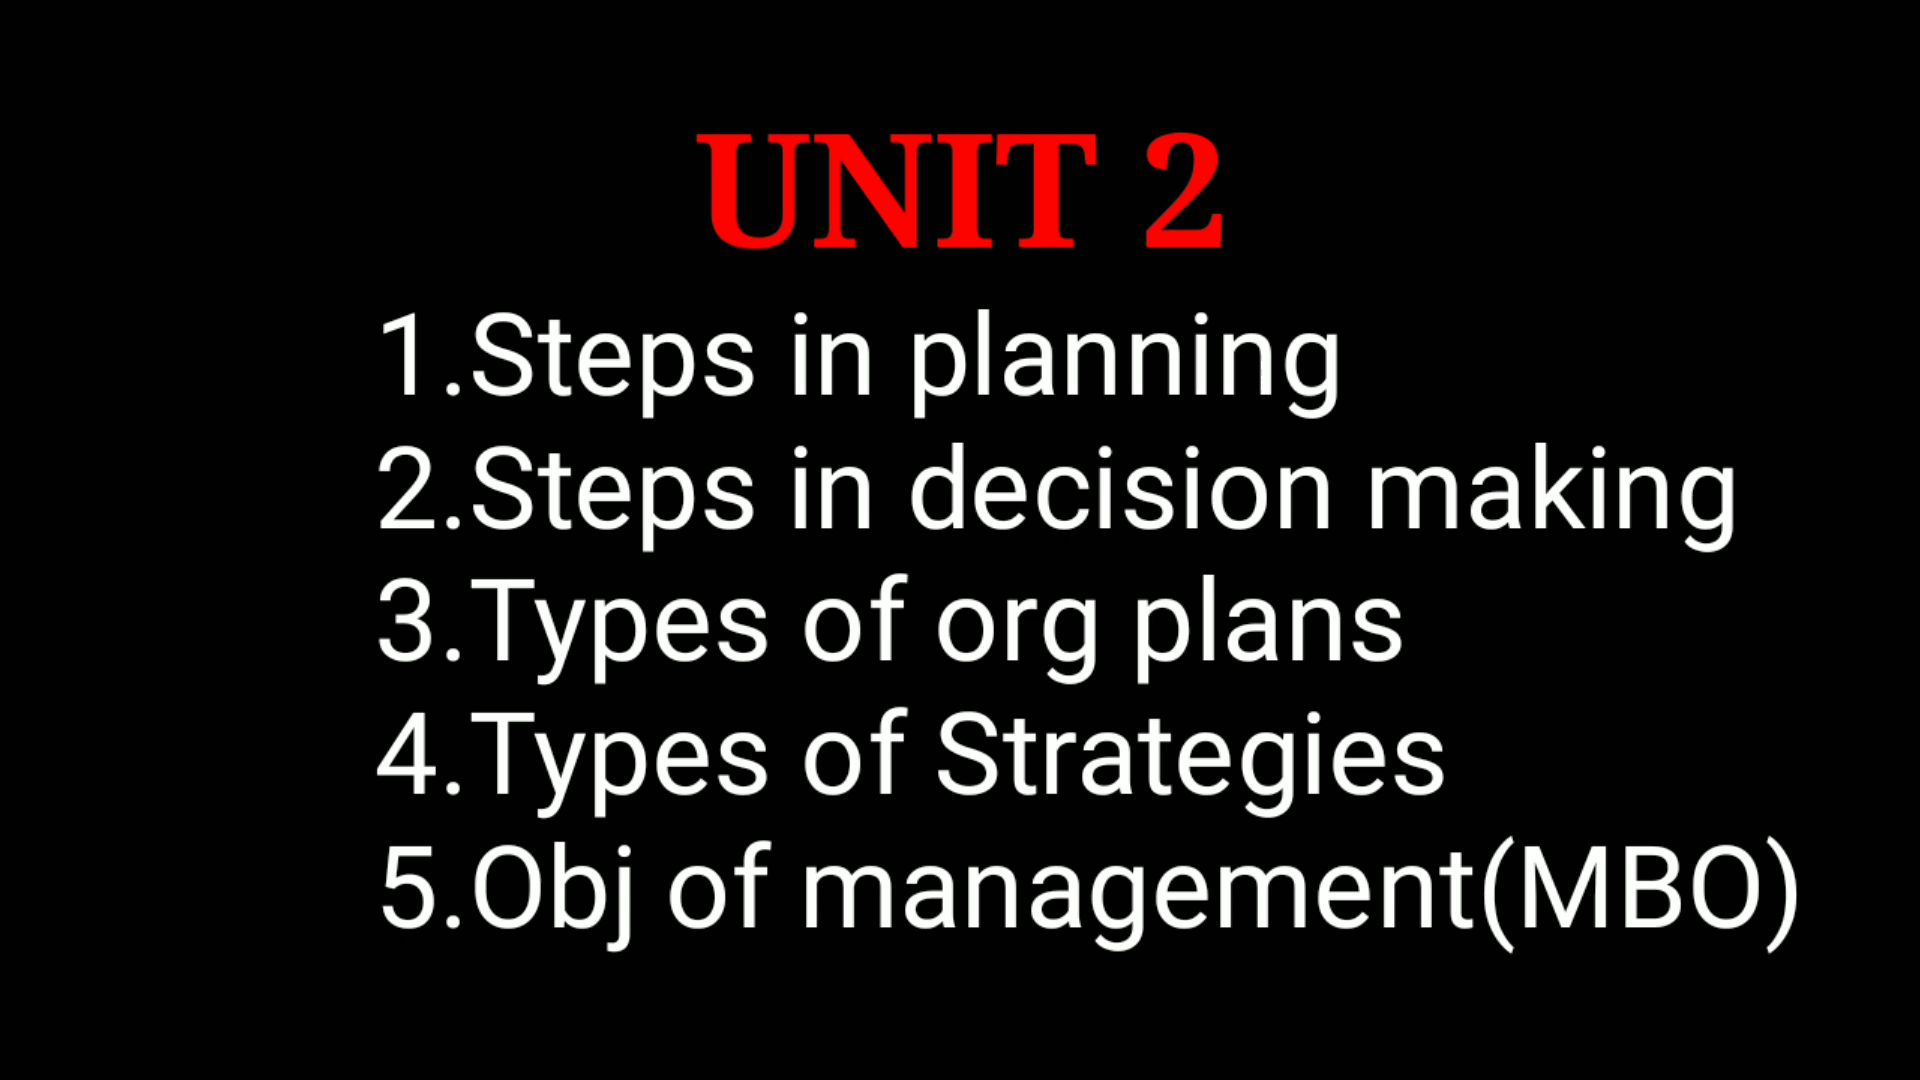 UNIT 2
1.Steps in planning
2.Steps in decision making
3.Types of org plans
4.Types of Strategies
5.Obj of management(MBO)